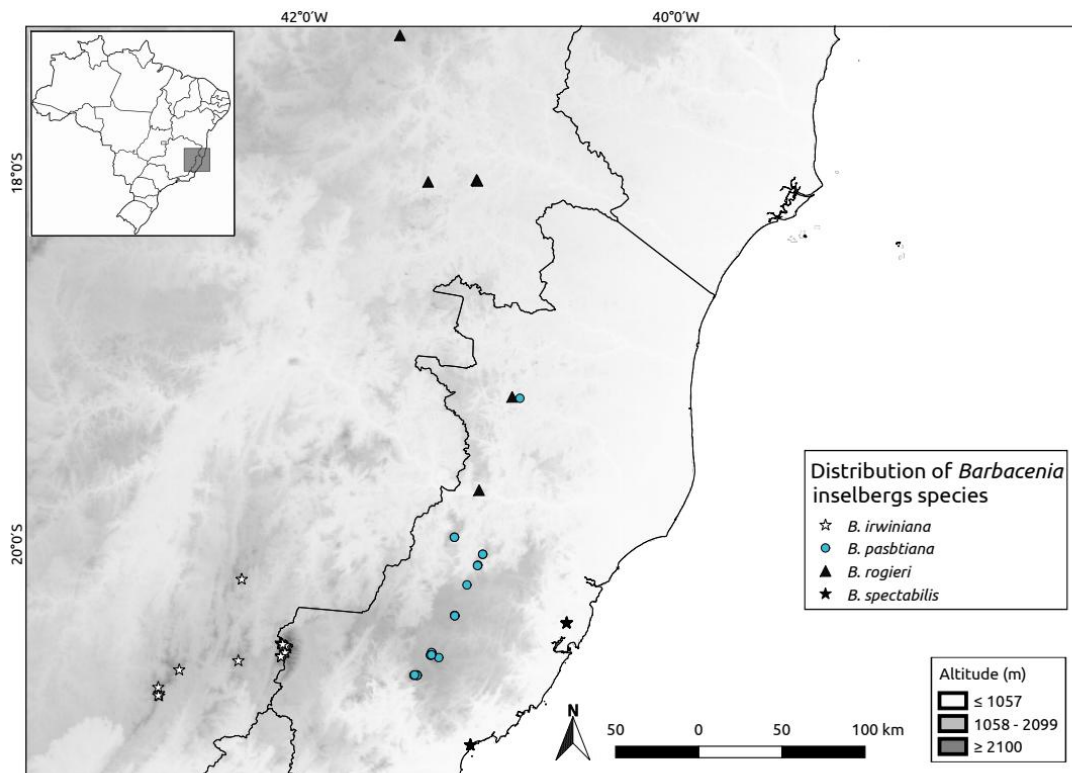 42°0'W
40°0'W
18°0'S
20°0'S
Distribution of Barbacenia
inselbergs species
B. irwiniana
B. pasbtiana
B. rogieri
B. spectabilis
N
50 0 50 100 km
Altitude (m)
≤ 1057
1058 - 2099
≥ 2100